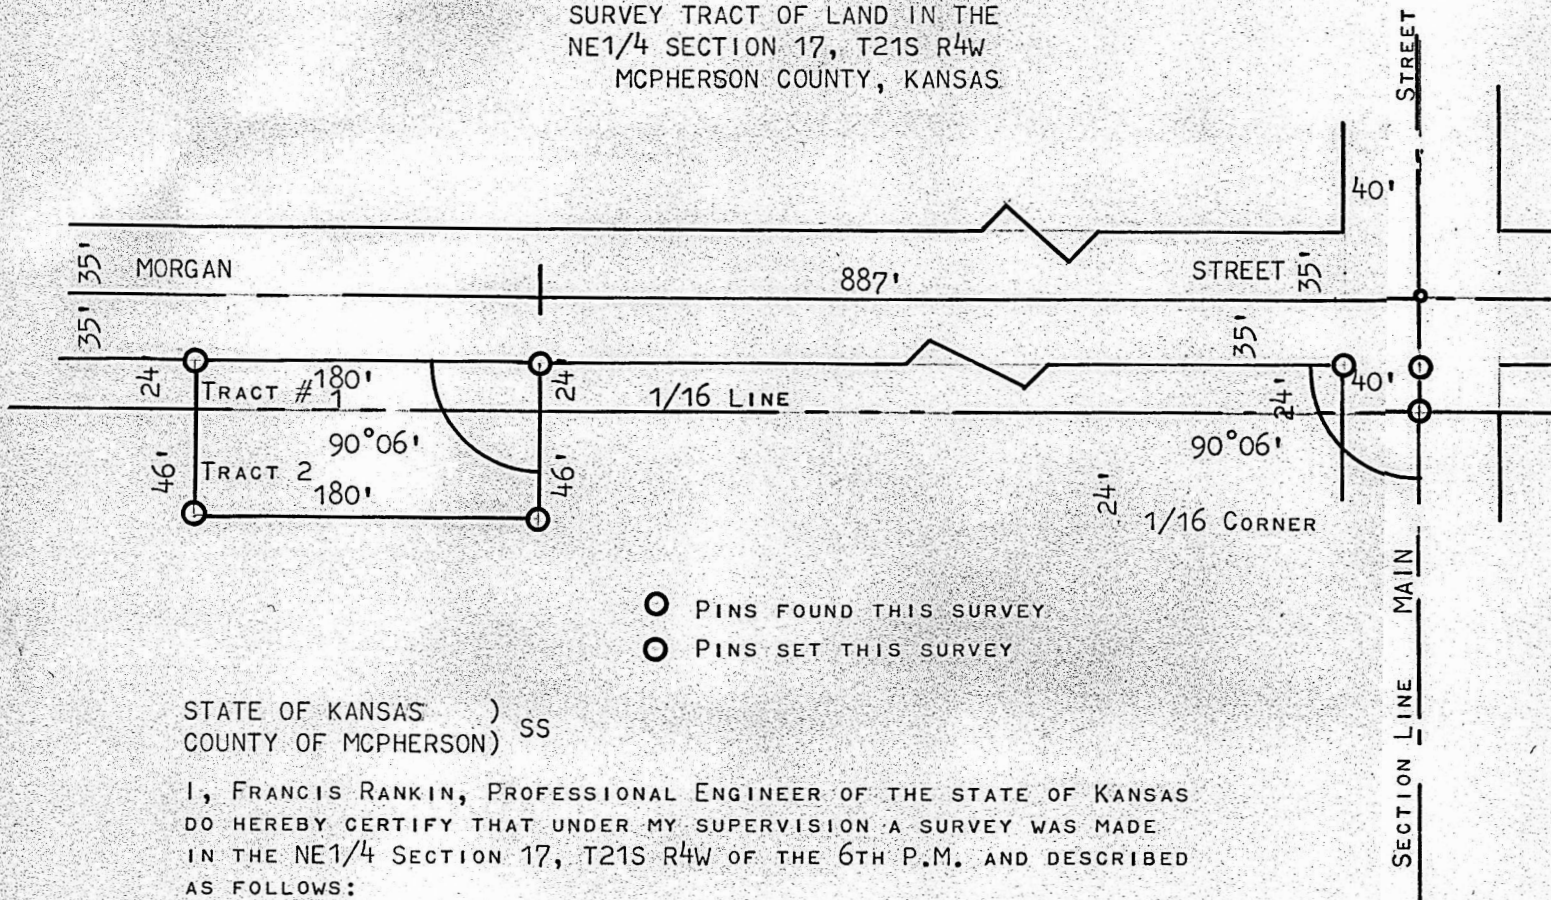 SURVEY TRACT OF LAND IN THE
NE1/4 SECTION 17, T21S R4W
MCPHERSON COUNTY, KANSAS
STREET
40'
35'
MORGAN
887'
STREET
35'
35'
35'
24
TRACT # 1
180'
24'
1/16 LINE
24'
40'
90°06'
90°06'
46'
TRACT 2
180'
46'
24'
1/16 CORNER
MAIN
PINS FOUND THIS SURVEY
PINS SET THIS SURVEY
SECTION LINE
STATE OF KANSAS )
COUNTY OF MCPHERSON) SS
I, FRANCIS RANKIN, PROFESSIONAL ENGINEER OF THE STATE OF KANSAS
DO HEREBY CERTIFY THAT UNDER MY SUPERVISION A SURVEY WAS MADE
IN THE NE1/4 SECTION 17, T21S R4W OF THE 6TH P.M. AND DESCRIBED
AS FOLLOWS: